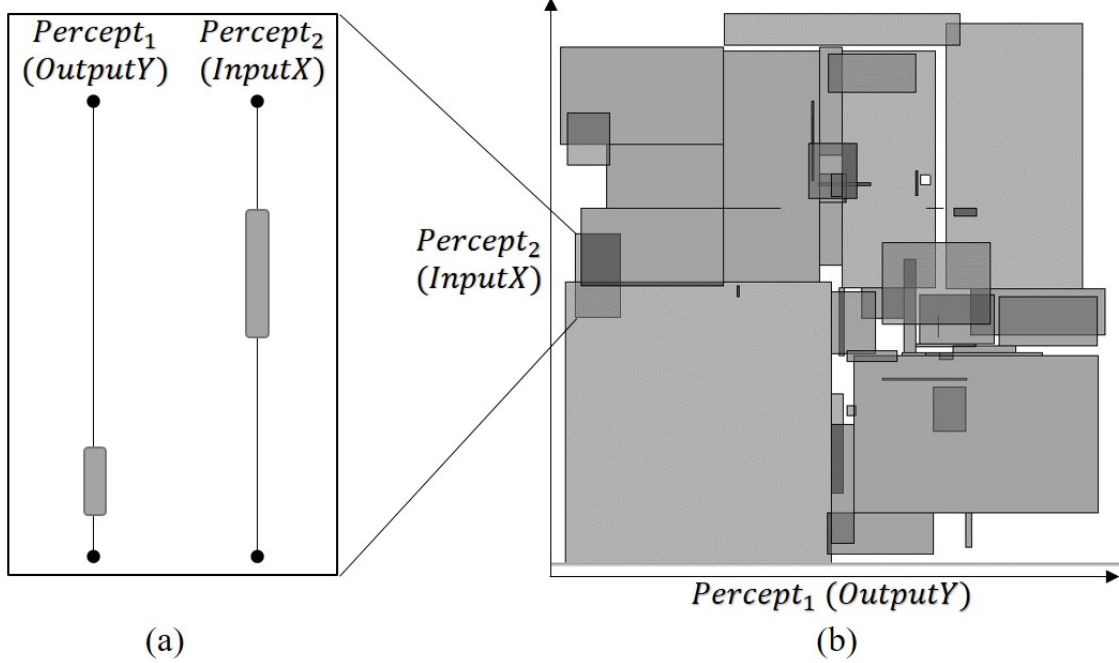 Percept₁ Percept₂
(OutputY) (InputX)
Percept₂
(InputX)
Percept₁ (OutputY)
(a) (b)